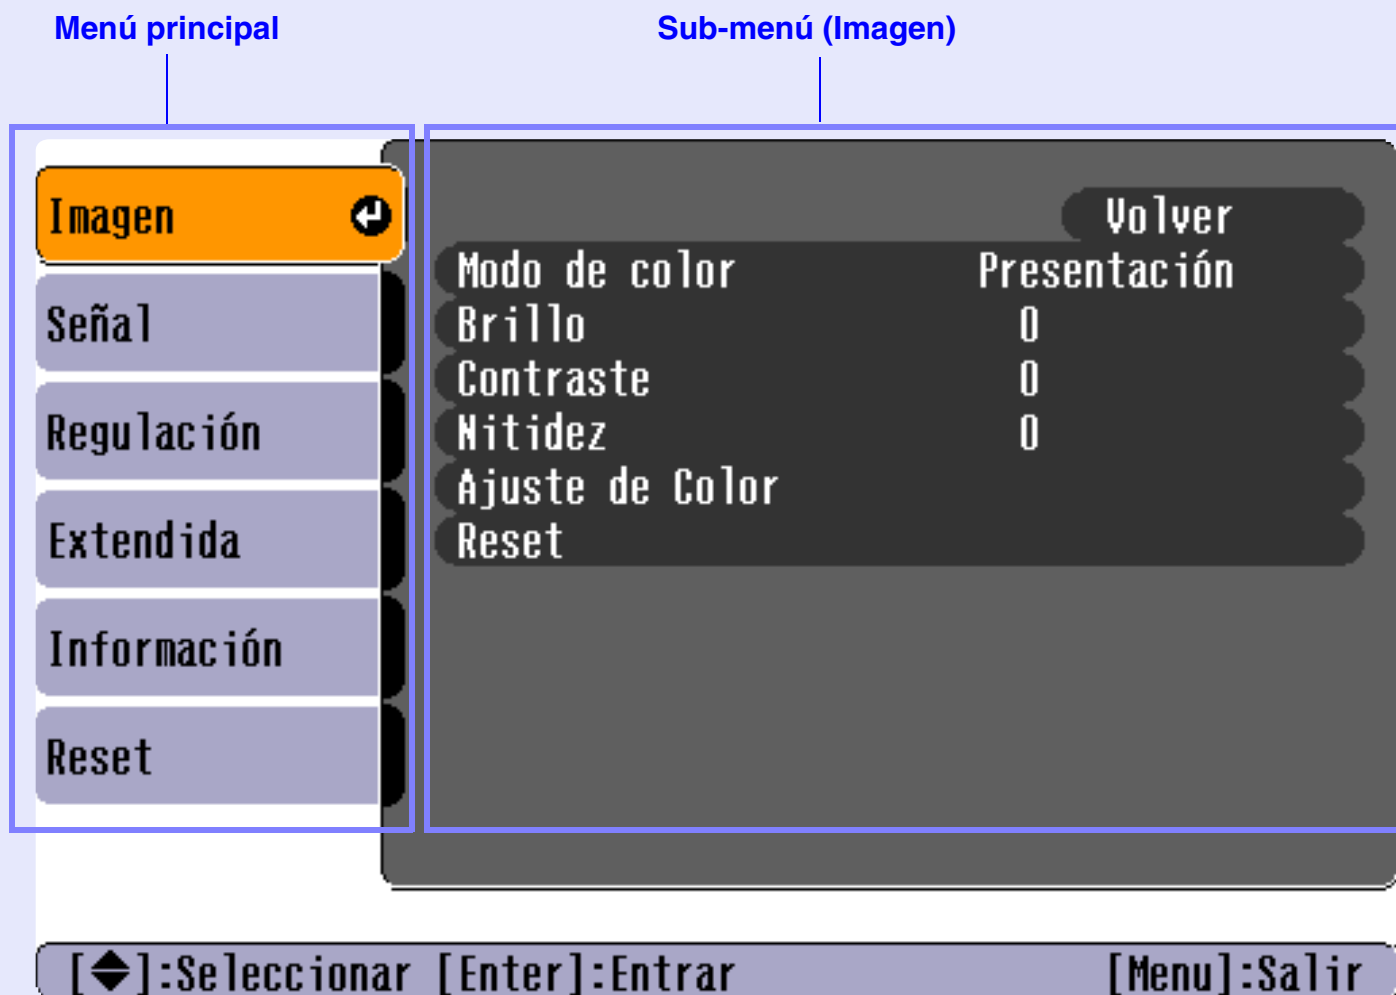 Menú principal
Sub-menú (Imagen)
Imagen
Señal
Regulación
Extendida
Información
Reset
Volver
Modo de color Presentación
Brillo 0
Contraste 0
Nitidez 0
Ajuste de Color
Reset
[◆]:Seleccionar [Enter]:Entrar [Menu]:Salir